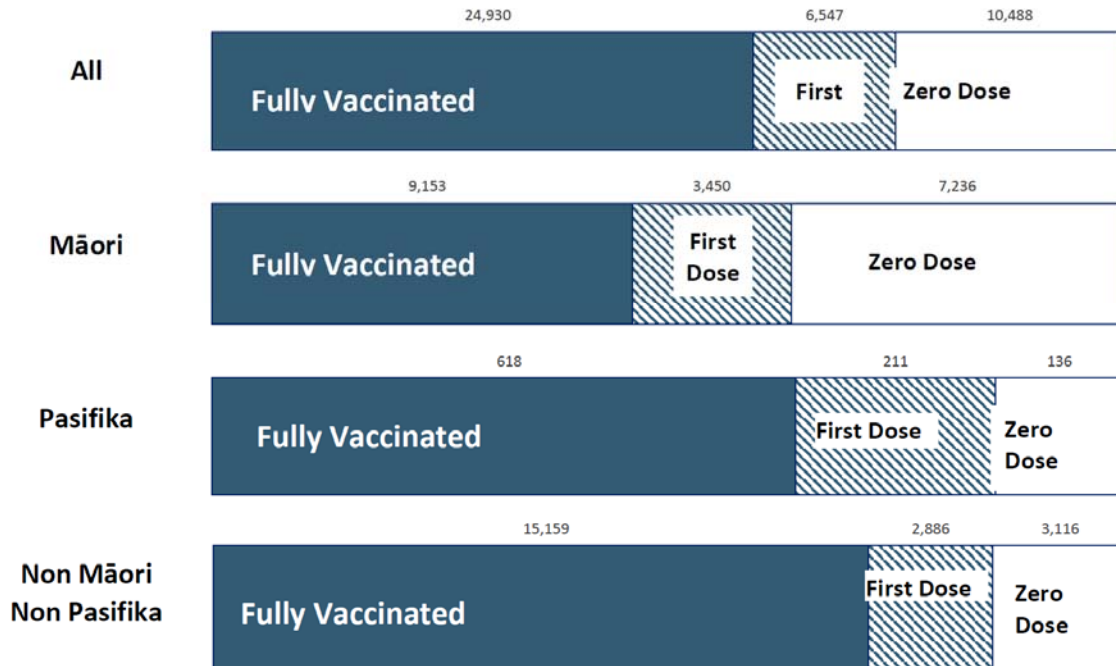 24,930 6,547 10,488
All
Fully Vaccinated First Zero Dose
9,153 3,450 7,236
Māori
Fully Vaccinated
First
Dose
Zero Dose
618 211 136
Pasifika
Fully Vaccinated
First Dose
Zero
Dose
15,159 2,886 3,116
Non Māori
Non Pasifika
Fully Vaccinated
First Dose
Zero
Dose